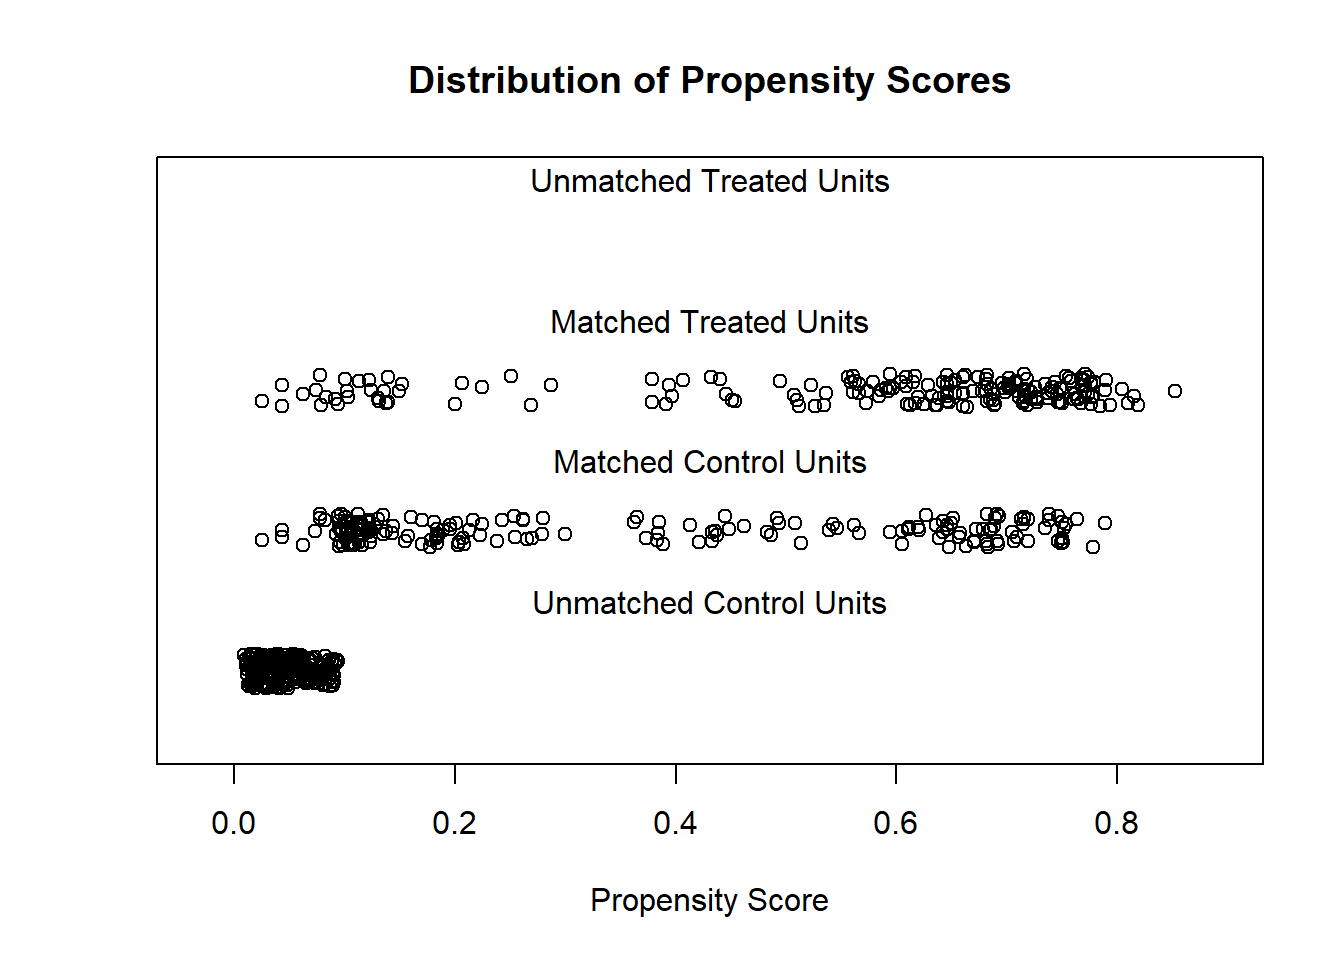 Distribution of Propensity Scores
Unmatched Treated Units
Matched Treated Units
Matched Control Units
Unmatched Control Units
0.0 0.2 0.4 0.6 0.8
Propensity Score